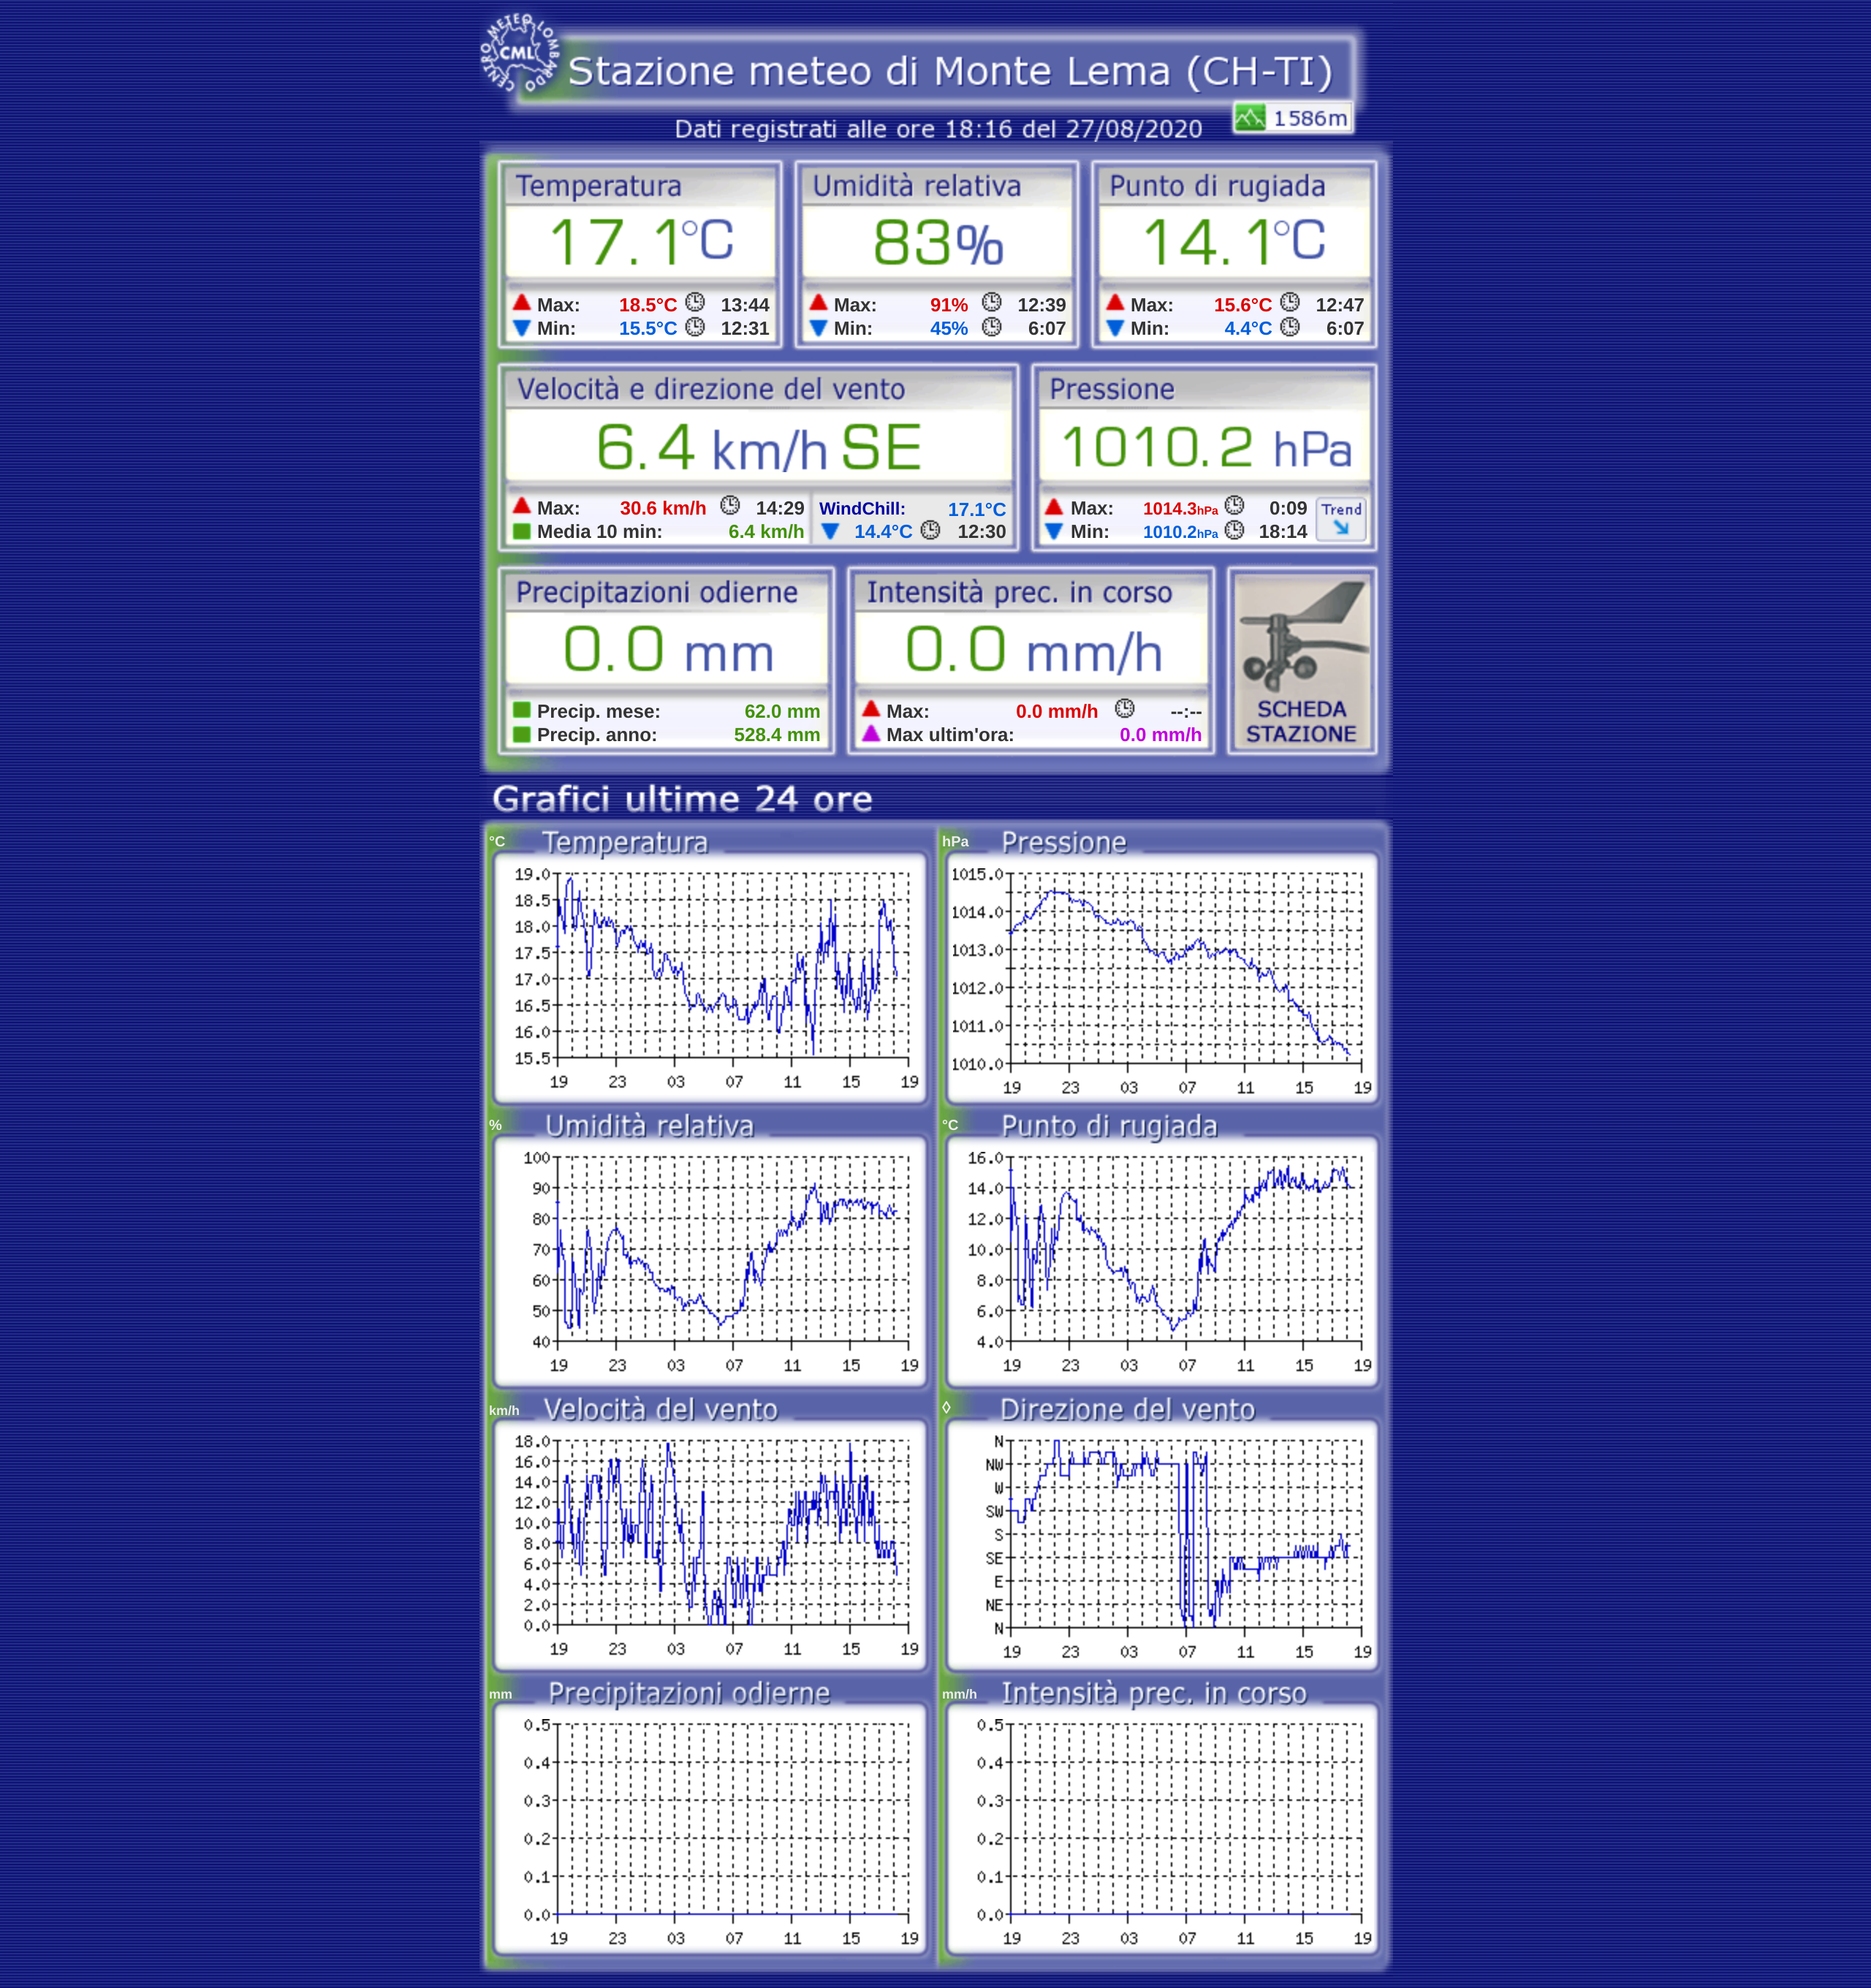 CENTRO METEO LOMBARDO
CML
Stazione meteo di Monte Lema (CH-TI)
1586m
Dati registrati alle ore 18:16 del 27/08/2020
Temperatura Umidità relativa Punto di rugiada
17.1°C 83% 14.1°C
Max: 18.5°C 13:44 Max: 91% 12:39 Max: 15.6°C 12:47
Min: 15.5°C 12:31 Min: 45% 6:07 Min: 4.4°C 6:07
Velocità e direzione del vento Pressione
6.4 km/h SE 1010.2 hPa
Max: 30.6 km/h 14:29 WindChill: 17.1°C Max: 1014.3hPa 0:09 Trend
Media 10 min: 6.4 km/h 14.4°C 12:30 Min: 1010.2hPa 18:14
Precipitazioni odierne Intensità prec. in corso
0.0 mm 0.0 mm/h
Precip. mese: 62.0 mm Max: 0.0 mm/h --:-- SCHEDA
Precip. anno: 528.4 mm Max ultim'ora: 0.0 mm/h STAZIONE
Grafici ultime 24 ore
°C Temperatura
19.0
18.5
18.0
17.5
17.0
16.5
16.0
15.5
19 23 03 07 11 15 19
hPa Pressione
1015.0
1014.0
1013.0
1012.0
1011.0
1010.0
19 23 03 07 11 15 19
% Umidità relativa
100
90
80
70
60
50
40
19 23 03 07 11 15 19
°C Punto di rugiada
16.0
14.0
12.0
10.0
8.0
6.0
4.0
19 23 03 07 11 15 19
km/h Velocità del vento
18.0
16.0
14.0
12.0
10.0
8.0
6.0
4.0
2.0
0.0
19 23 03 07 11 15 19
◊ Direzione del vento
N
NW
W
SW
S
SE
E
NE
N
19 23 03 07 11 15 19
mm Precipitazioni odierne
0.5
0.4
0.3
0.2
0.1
0.0
19 23 03 07 11 15 19
mm/h Intensità prec. in corso
0.5
0.4
0.3
0.2
0.1
0.0
19 23 03 07 11 15 19